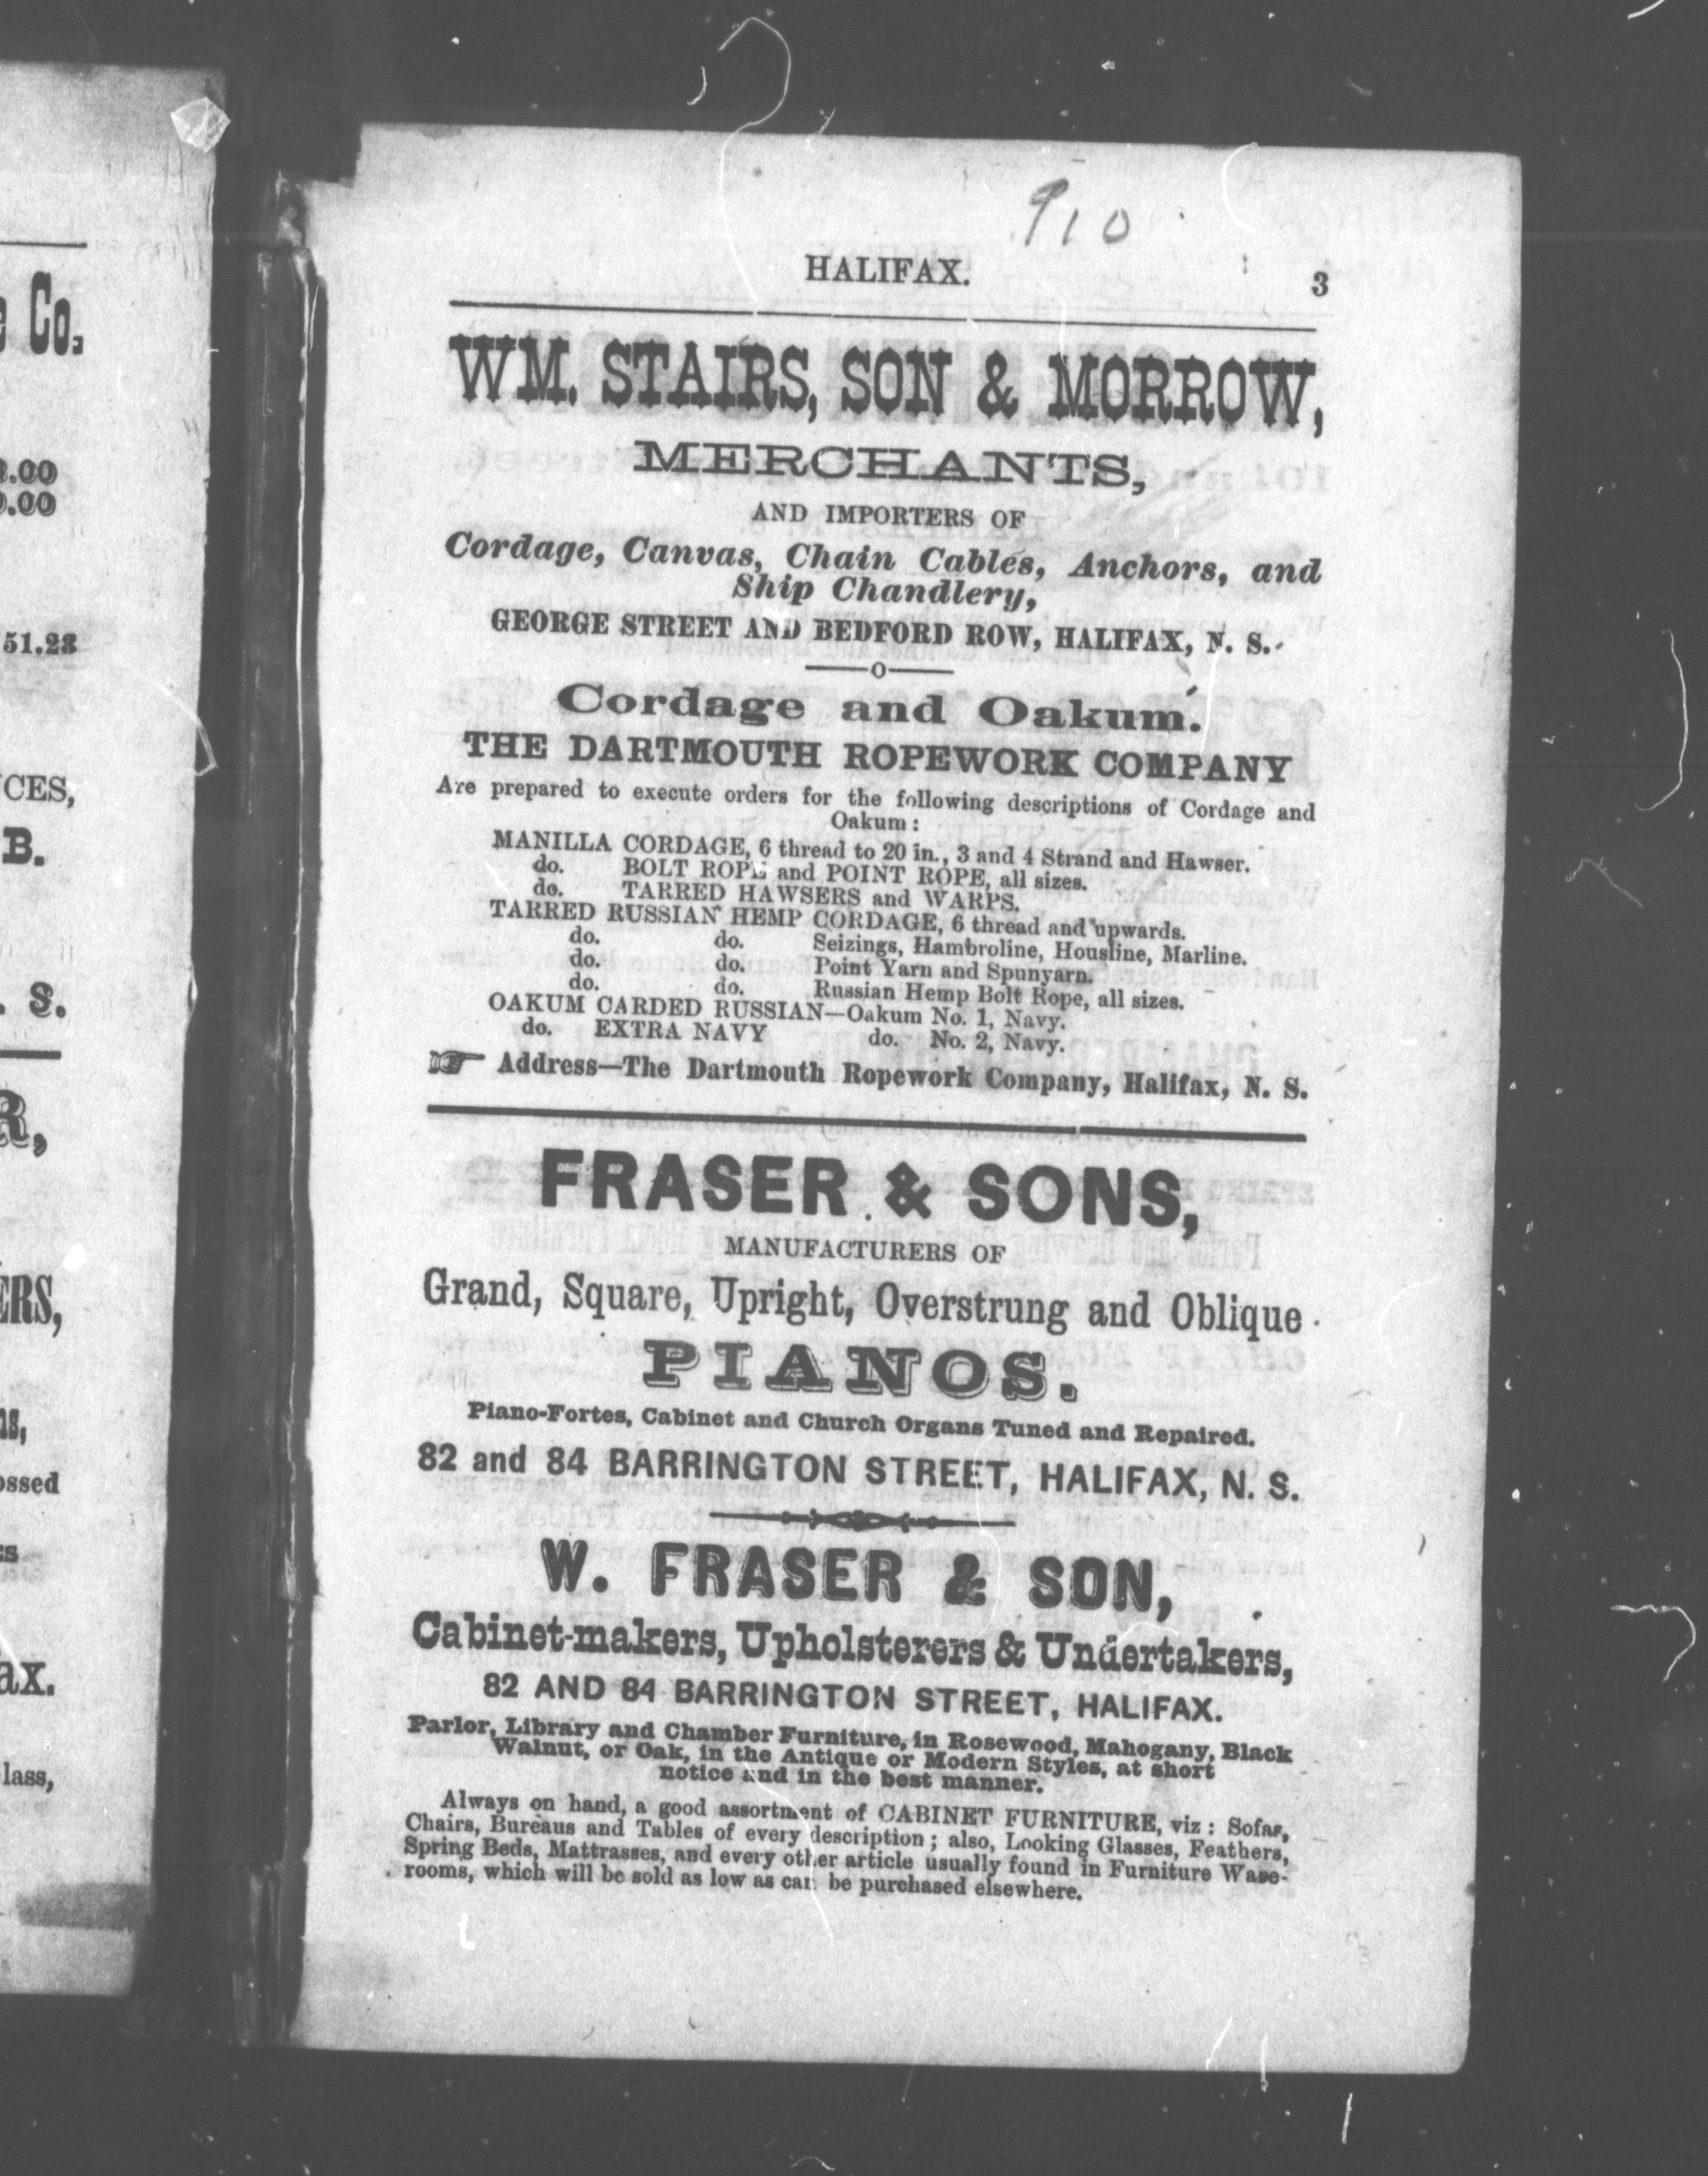 Co.
.00
.00
51.28
CES,
B.
S.
R,
ERS,
ossed
ax.
lass,
910
HALIFAX. 3
WM. STAIRS, SON & MORROW,
MERCHANTS,
AND IMPORTERS OF
Cordage, Canvas, Chain Cables, Anchors, and
Ship Chandlery,
GEORGE STREET AND BEDFORD ROW, HALIFAX, N. S.
——o——
Cordage and Oakum.
THE DARTMOUTH ROPEWORK COMPANY
Are prepared to execute orders for the following descriptions of Cordage and
Oakum :
MANILLA CORDAGE, 6 thread to 20 in., 3 and 4 Strand and Hawser.
do. BOLT ROPE and POINT ROPE, all sizes.
do. TARRED HAWSERS and WARPS.
TARRED RUSSIAN HEMP CORDAGE, 6 thread and upwards.
do. do. Seizings, Hambroline, Housline, Marline.
do. do. Point Yarn and Spunyarn.
do. do. Russian Hemp Bolt Rope, all sizes.
OAKUM CARDED RUSSIAN—Oakum No. 1, Navy.
do. EXTRA NAVY do. No. 2, Navy.
☞ Address—The Dartmouth Ropework Company, Halifax, N. S.
FRASER & SONS,
MANUFACTURERS OF
Grand, Square, Upright, Overstrung and Oblique
PIANOS.
Piano-Fortes, Cabinet and Church Organs Tuned and Repaired.
82 and 84 BARRINGTON STREET, HALIFAX, N. S.
W. FRASER & SON,
Cabinet-makers, Upholsterers & Undertakers,
82 AND 84 BARRINGTON STREET, HALIFAX.
Parlor, Library and Chamber Furniture, in Rosewood, Mahogany, Black
Walnut, or Oak, in the Antique or Modern Styles, at short
notice and in the best manner.
Always on hand, a good assortment of CABINET FURNITURE, viz : Sofas,
Chairs, Bureaus and Tables of every description ; also, Looking Glasses, Feathers,
Spring Beds, Mattrasses, and every other article usually found in Furniture Ware-
rooms, which will be sold as low as can be purchased elsewhere.